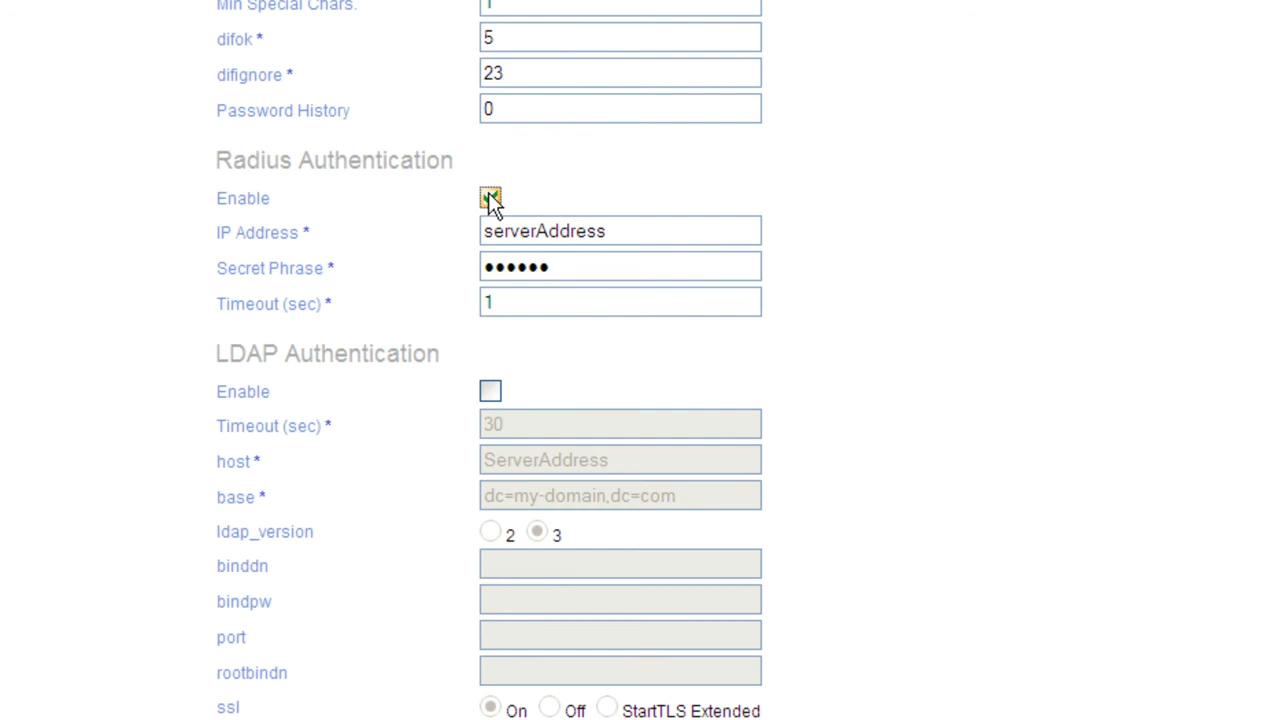 Min Special Chars. 1
difok * 5
difignore * 23
Password History 0
Radius Authentication
Enable
IP Address * serverAddress
Secret Phrase * ••••••
Timeout (sec) * 1
LDAP Authentication
Enable
Timeout (sec) * 30
host * ServerAddress
base * dc=my-domain,dc=com
ldap_version 2 3
binddn
bindpw
port
rootbindn
ssl On Off StartTLS Extended